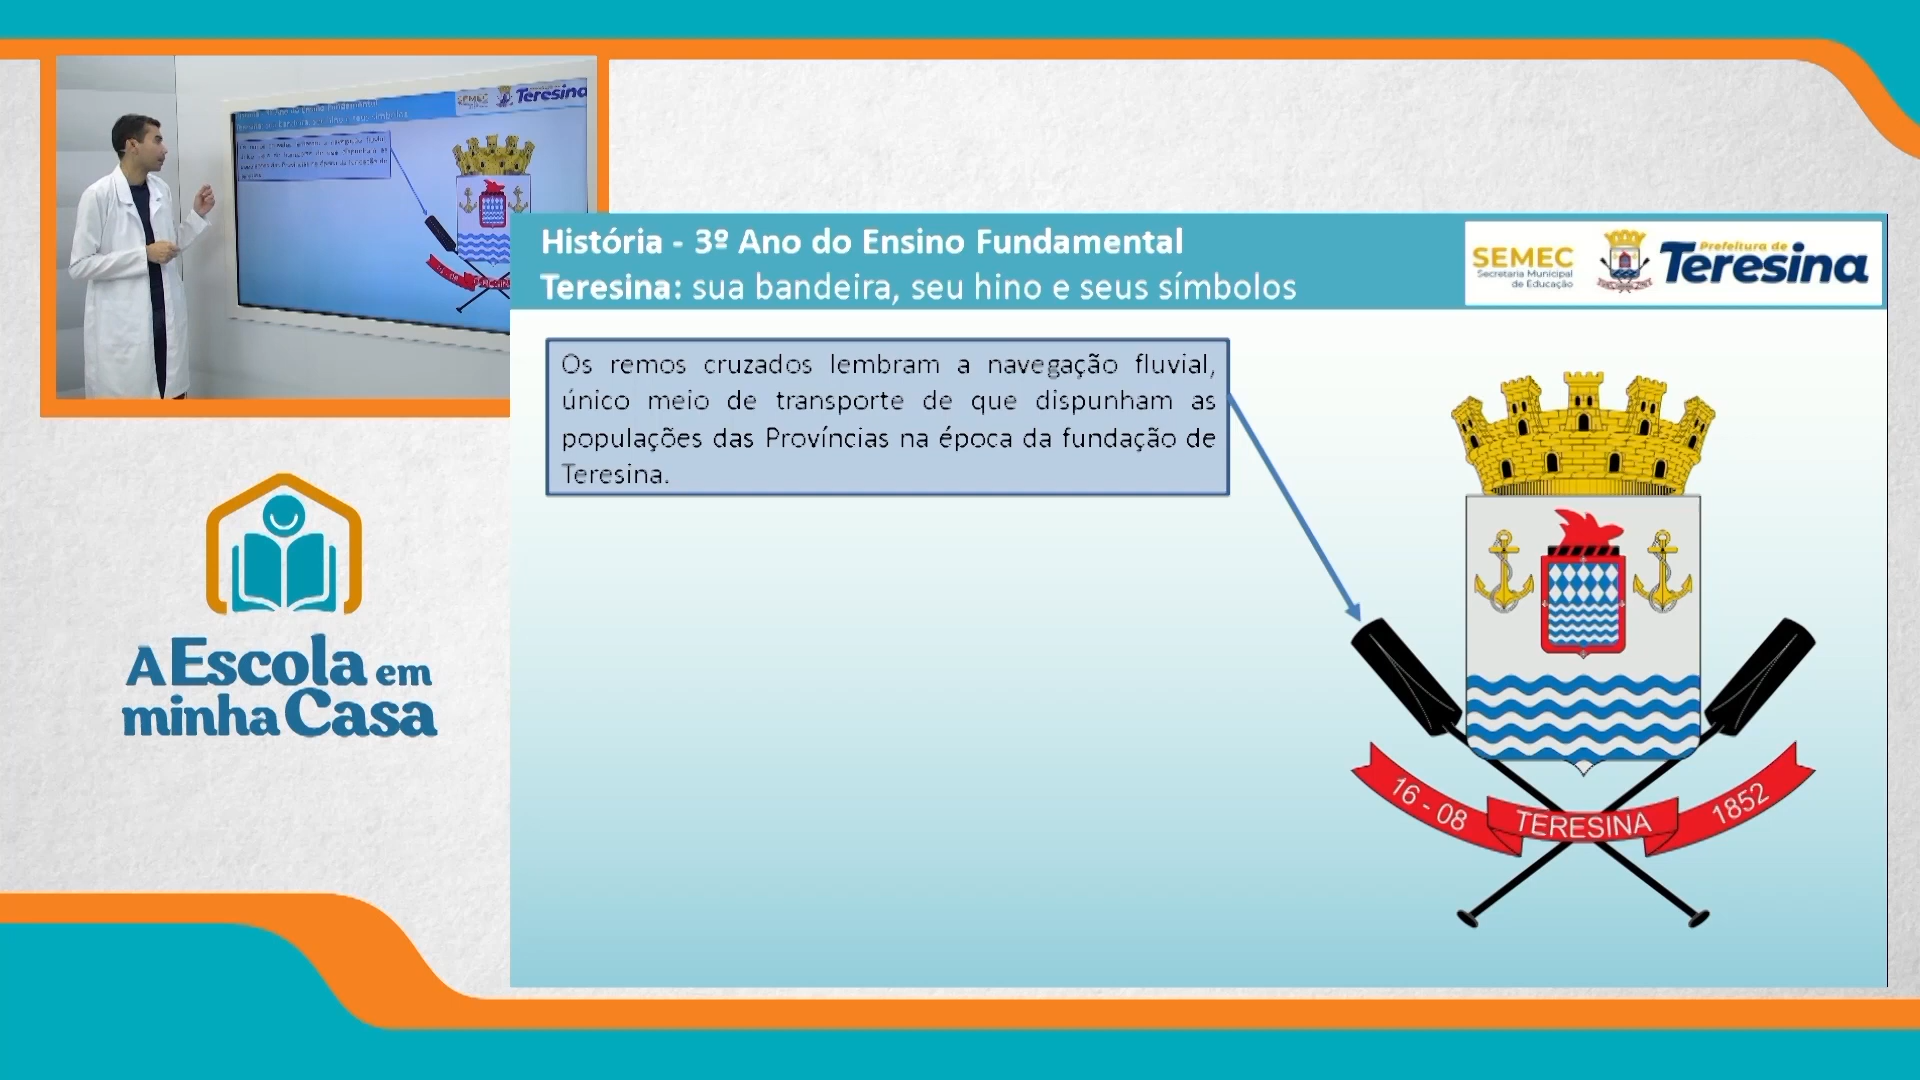 Teresina
História - 3º Ano do Ensino Fundamental
Teresina: sua bandeira, seu hino e seus símbolos
SEMEC
Secretaria Municipal
de Educação
Prefeitura de
Teresina
Os remos cruzados lembram a navegação fluvial,
único meio de transporte de que dispunham as
populações das Províncias na época da fundação de
Teresina.
16 - 08
TERESINA
1852
A Escola em
minha Casa